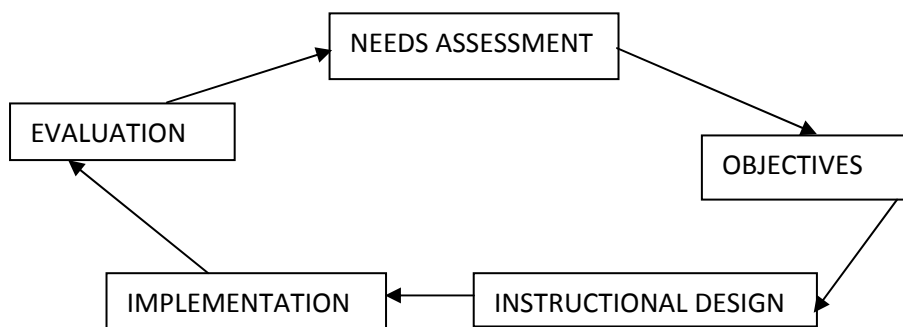 NEEDS ASSESSMENT
EVALUATION
OBJECTIVES
IMPLEMENTATION
INSTRUCTIONAL DESIGN